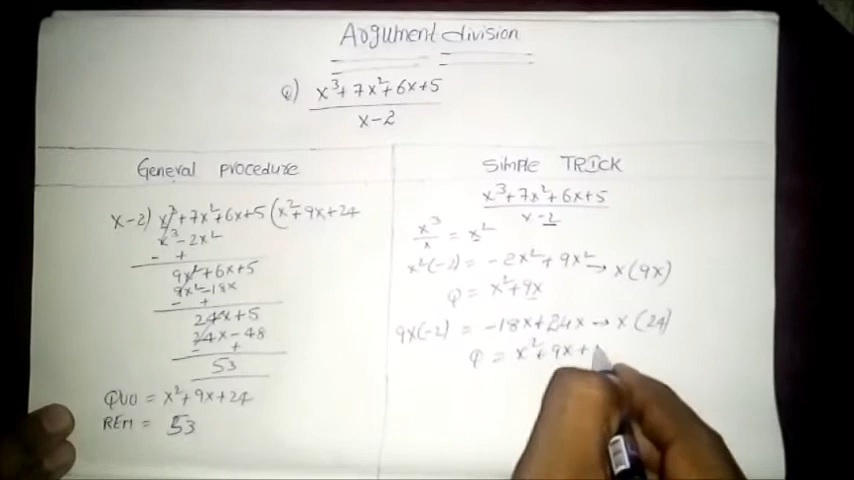 Argument division
Q) x³+7x²+6x+5
x-2
General procedure
x-2) x³+7x²+6x+5 (x²+9x+24
x³-2x²
- +
9x²+6x+5
9x²-18x
- +
24x+5
24x-48
- +
53
QUO = x²+9x+24
REM = 53
SIMPLE TRICK
x³+7x²+6x+5
x-2
x³/x = x²
x²(-2) = -2x²+9x² → x(9x)
Q = x²+9x
9x(-2) = -18x+24x → x(24)
Q = x²+9x+